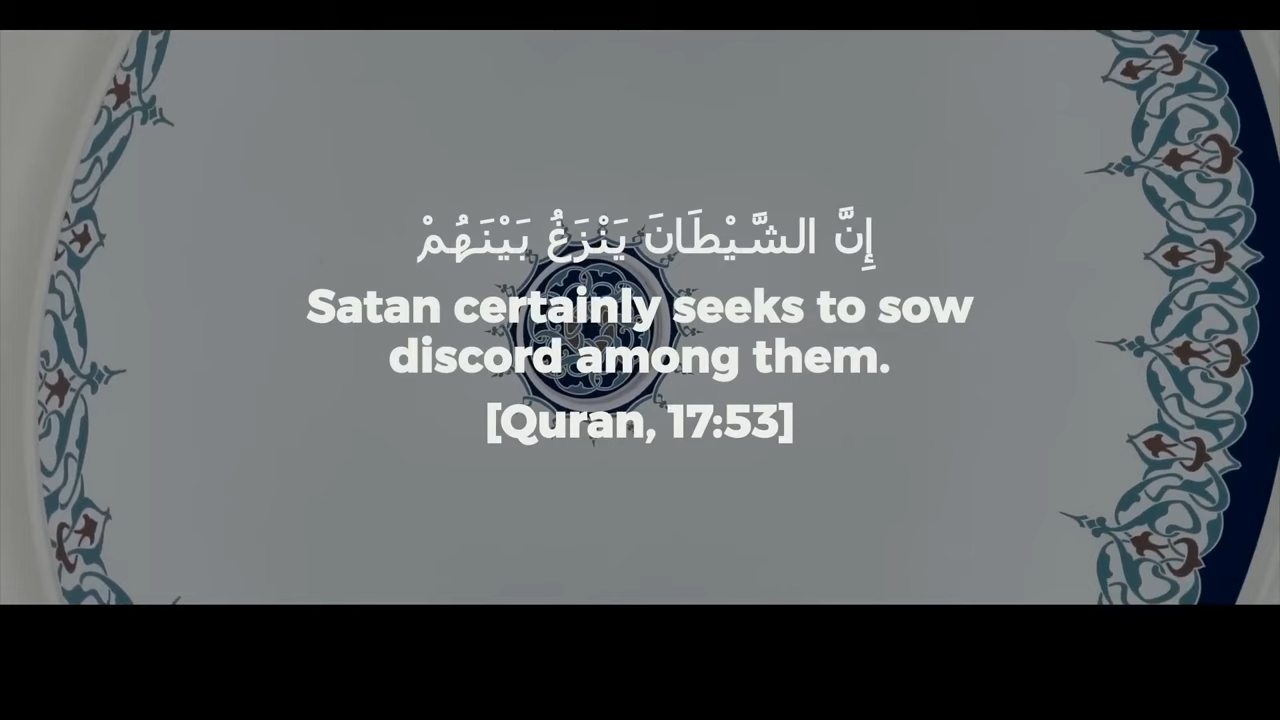 إِنَّ الشَّيْطَانَ يَنْزَغُ بَيْنَهُمْ
Satan certainly seeks to sow
discord among them.
[Quran, 17:53]